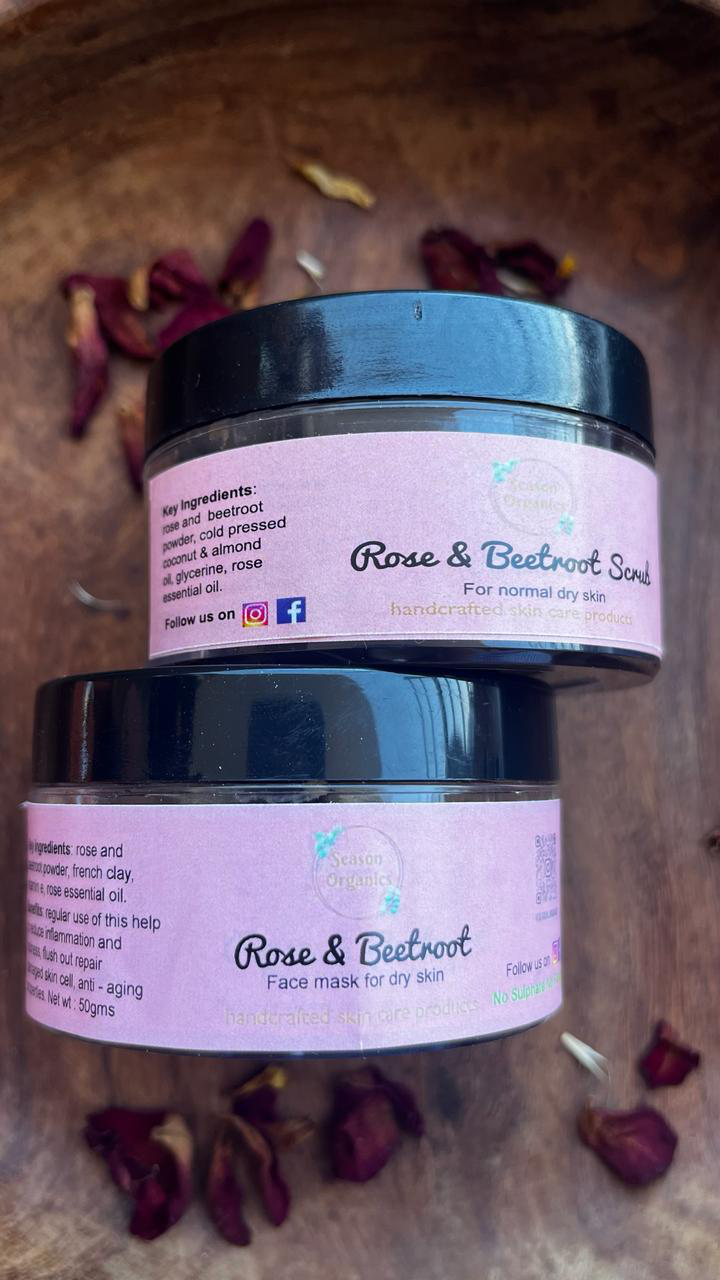 Key Ingredients:
rose and beetroot
powder, cold pressed
coconut & almond
oil, glycerine, rose
essential oil.
Follow us on
Season
Organics
Rose & Beetroot Scrub
For normal dry skin
handcrafted skin care products
ingredients: rose and
powder, french clay,
e, rose essential oil.
regular use of this help
reduce inflammation and
flush out repair
skin cell, anti - aging
Net wt : 50gms
Season
Organics
Rose & Beetroot
Face mask for dry skin
handcrafted skin care products
Follow us on
No Sulphate